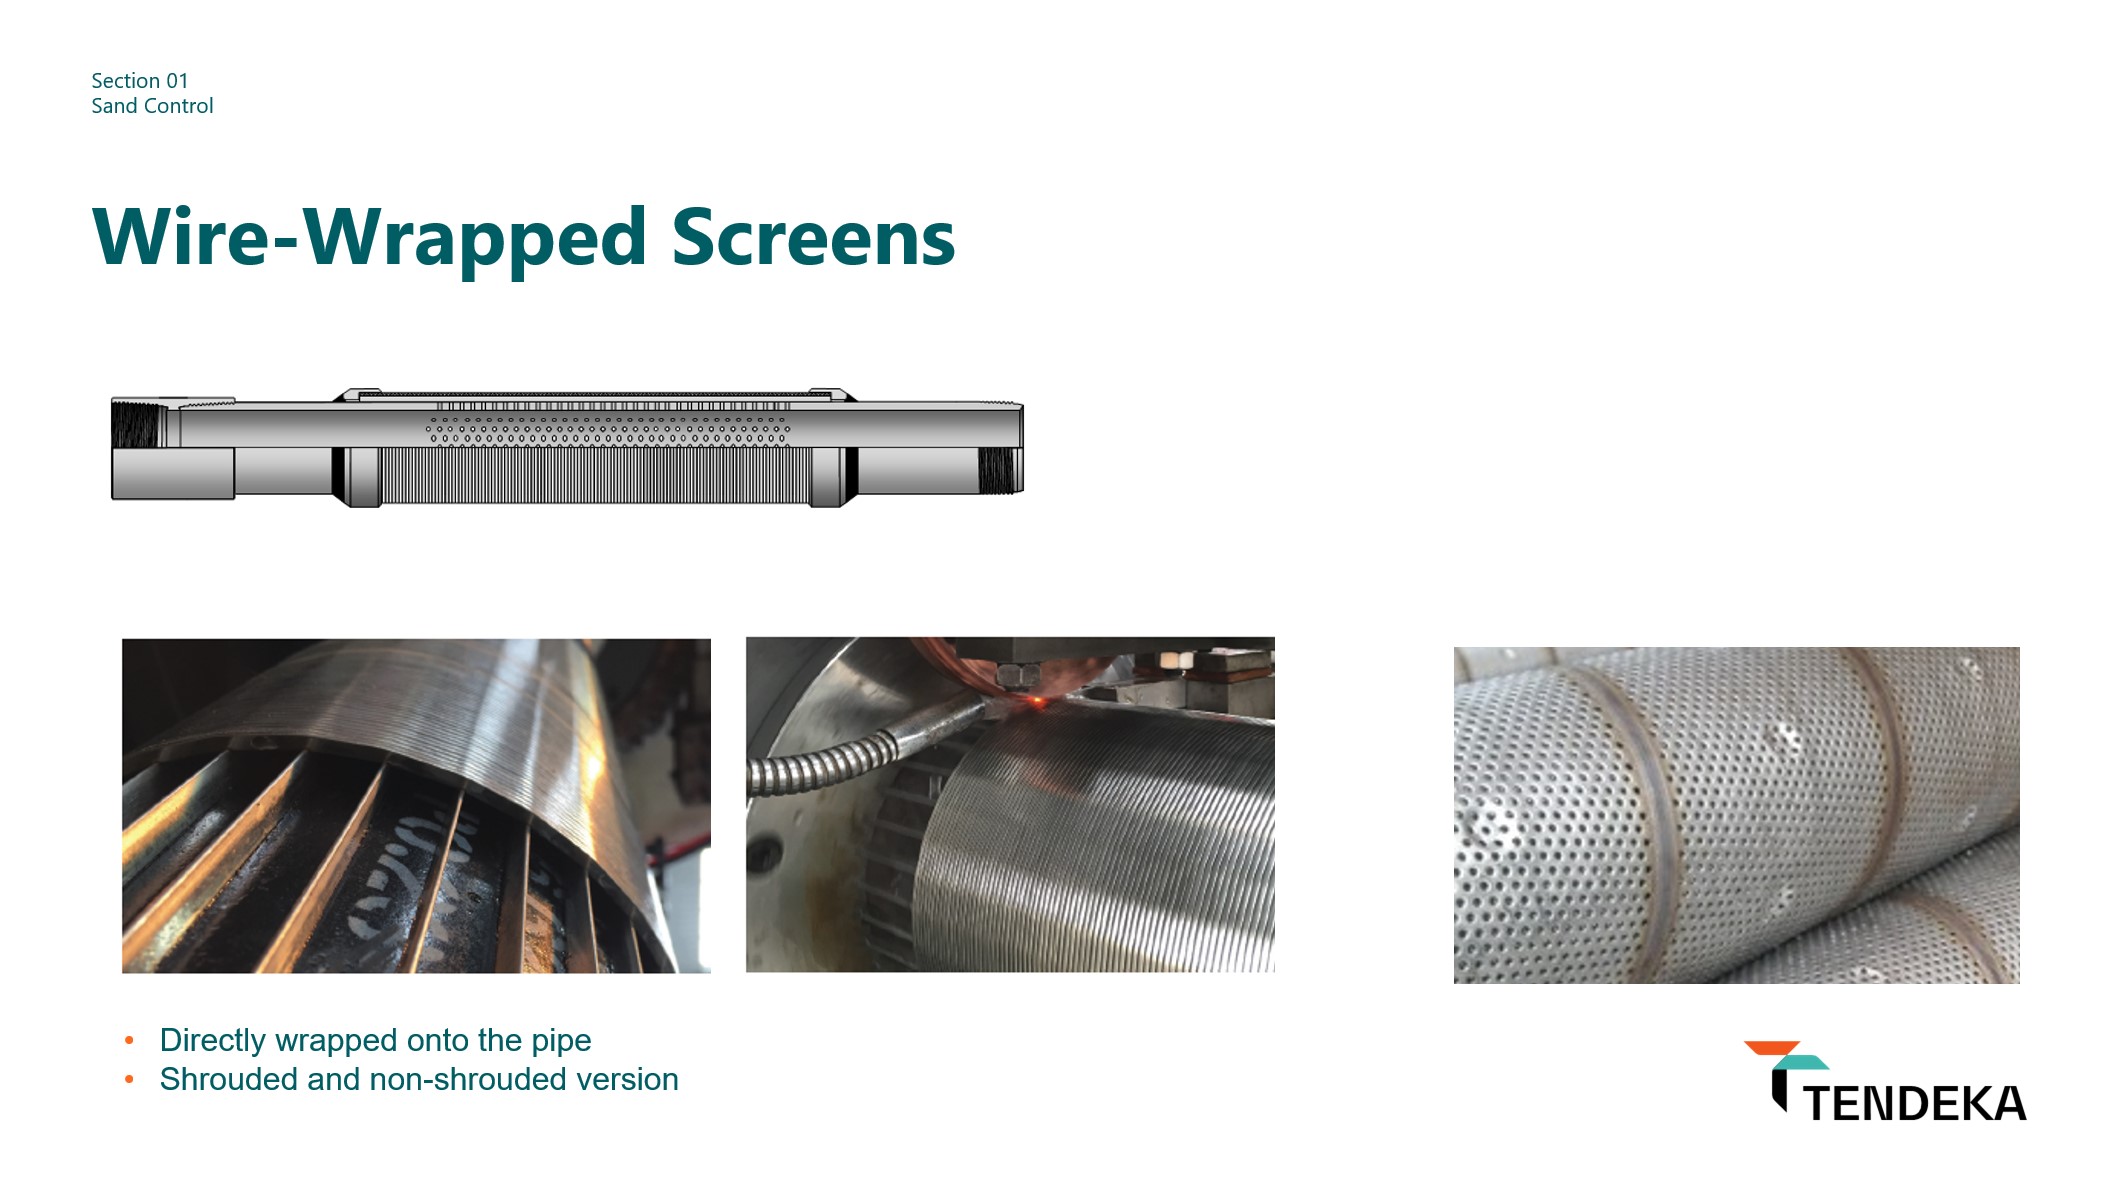 Section 01
Sand Control
Wire-Wrapped Screens
• Directly wrapped onto the pipe
• Shrouded and non-shrouded version
TENDEKA